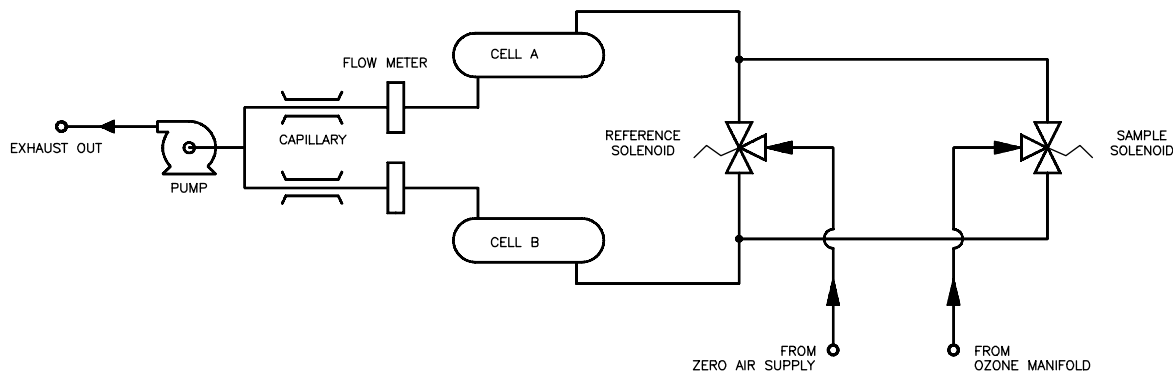 CELL A
FLOW METER
EXHAUST OUT
PUMP
CAPILLARY
REFERENCE
SOLENOID
SAMPLE
SOLENOID
CELL B
FROM
ZERO AIR SUPPLY
FROM
OZONE MANIFOLD